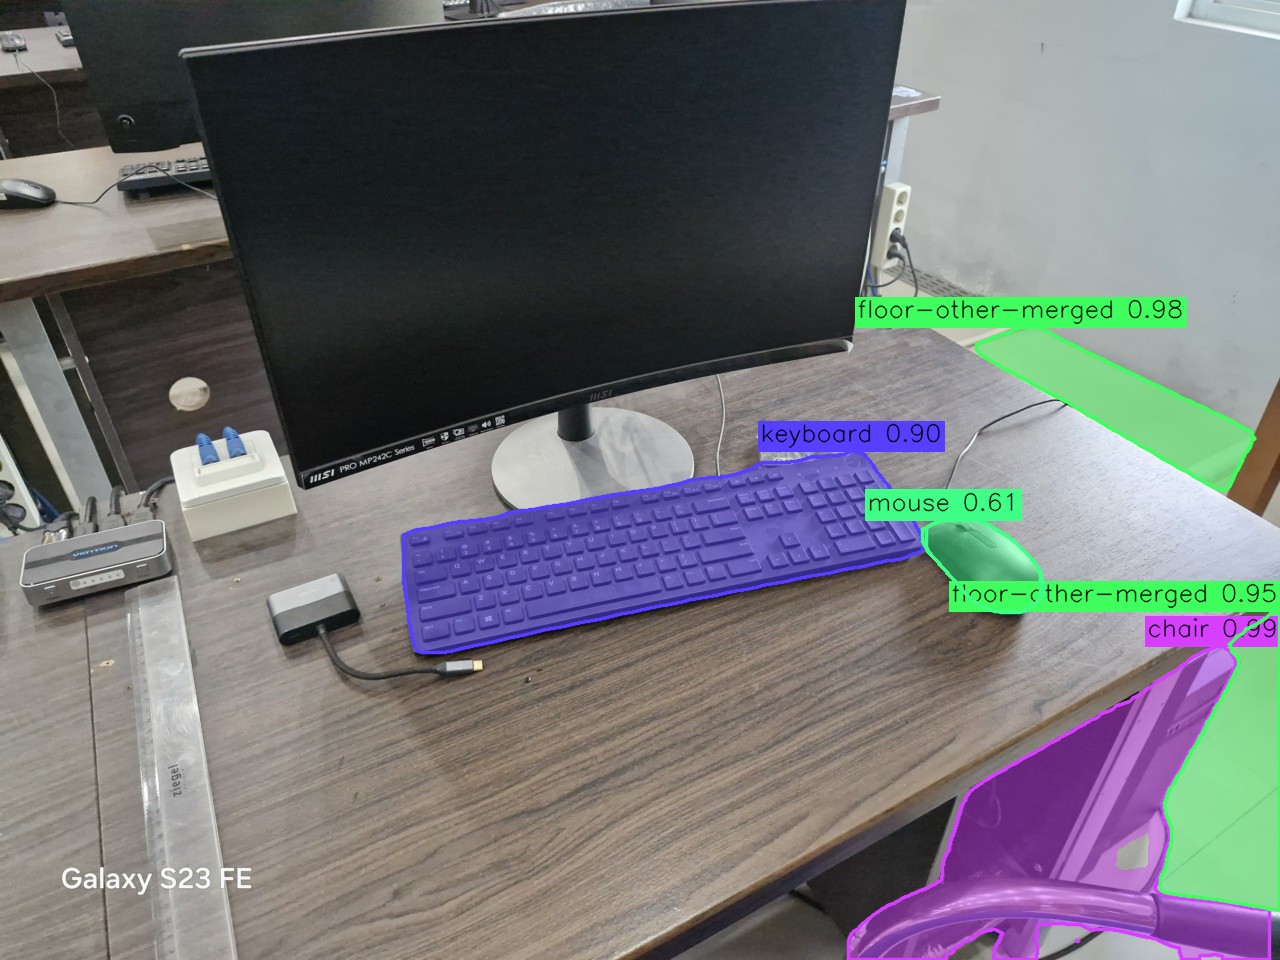 floor-other-merged 0.98
MSI
keyboard 0.90
msi PRO MP242C Series
mouse 0.61
VENTION
floor-other-merged 0.95
chair 0.99
ziegel
Galaxy S23 FE